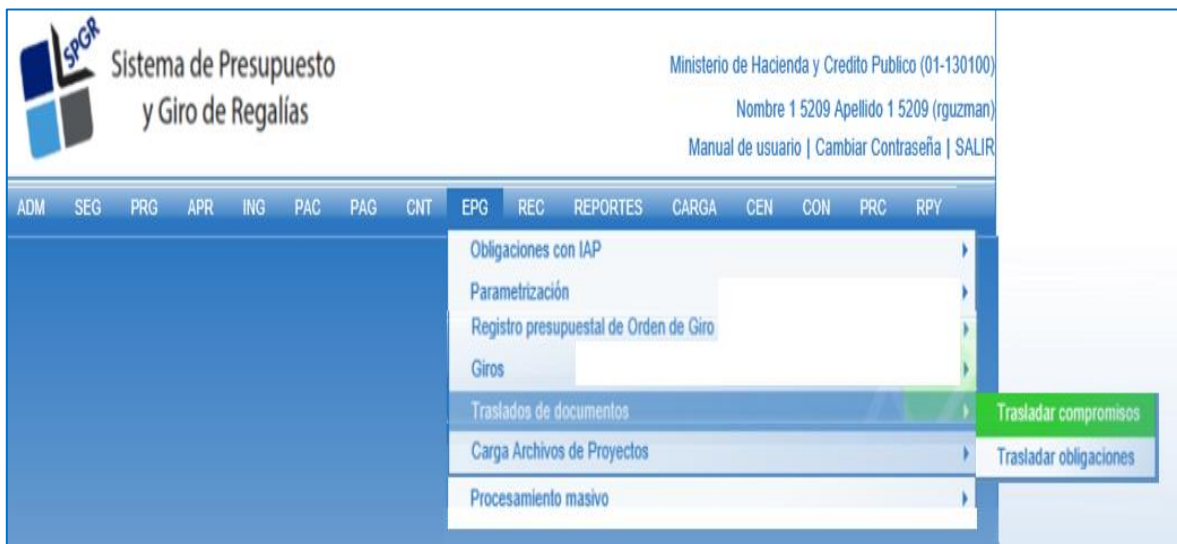 SPGR
Sistema de Presupuesto
y Giro de Regalías
Ministerio de Hacienda y Credito Publico (01-130100)
Nombre 1 5209 Apellido 1 5209 (rguzman)
Manual de usuario | Cambiar Contraseña | SALIR
ADM SEG PRG APR ING PAC PAG CNT EPG REC REPORTES CARGA CEN CON PRC RPY
Obligaciones con IAP
Parametrización
Registro presupuestal de Orden de Giro
Giros
Traslados de documentos
Trasladar compromisos
Carga Archivos de Proyectos
Trasladar obligaciones
Procesamiento masivo